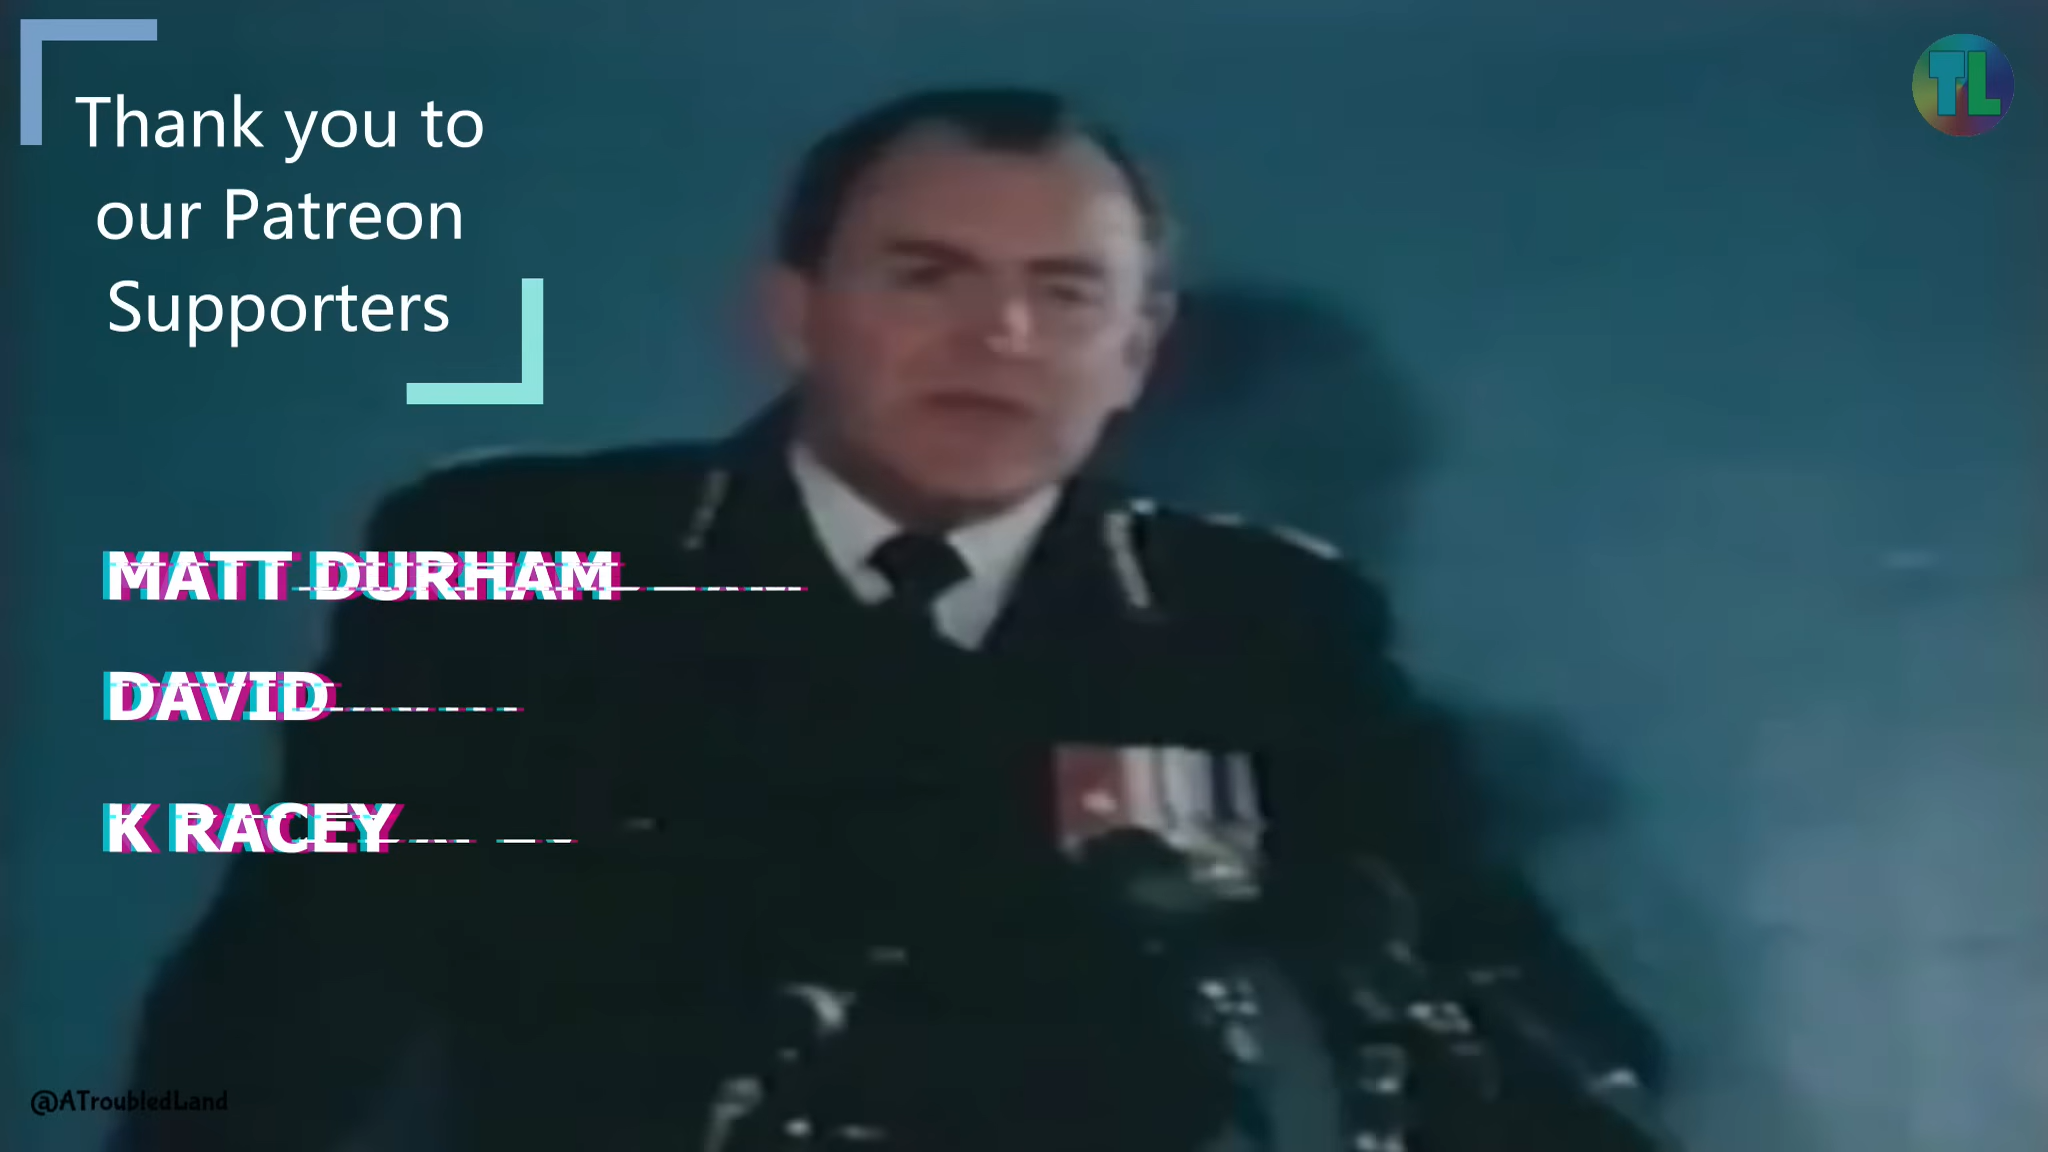 Thank you to
our Patreon
Supporters
TL
MATT DURHAM
DAVID
K RACEY
@ATroubledLand